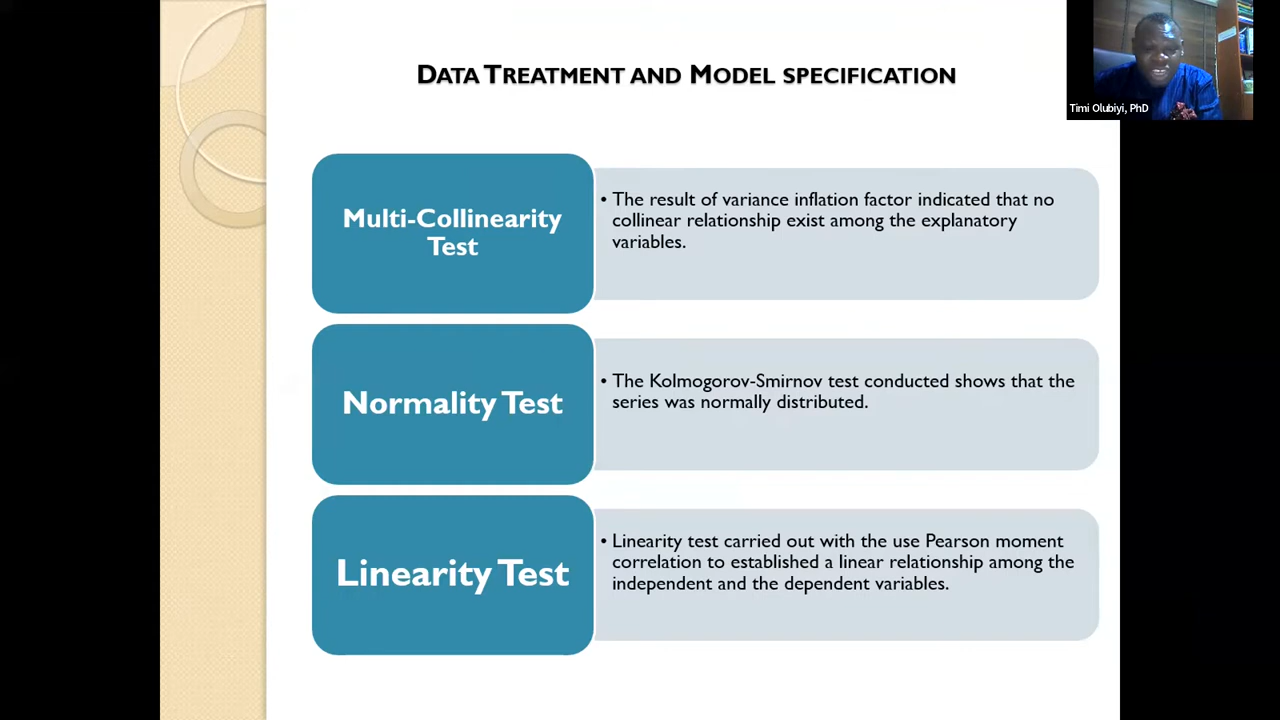 DATA TREATMENT AND MODEL SPECIFICATION
Timi Olubiyi, PhD
Multi-Collinearity
Test
• The result of variance inflation factor indicated that no
collinear relationship exist among the explanatory
variables.
Normality Test
• The Kolmogorov-Smirnov test conducted shows that the
series was normally distributed.
Linearity Test
• Linearity test carried out with the use Pearson moment
correlation to established a linear relationship among the
independent and the dependent variables.